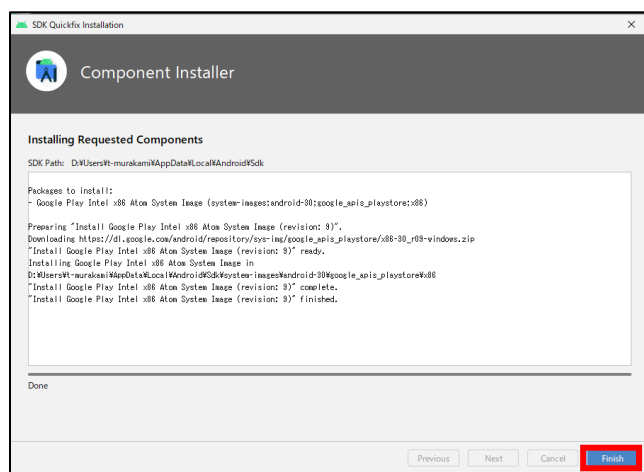 SDK Quickfix Installation
Component Installer
Installing Requested Components
SDK Path: D:¥Users¥t-murakami¥AppData¥Local¥Android¥Sdk
Packages to install:
- Google Play Intel x86 Atom System Image (system-images;android-30;google_apis_playstore;x86)
Preparing "Install Google Play Intel x86 Atom System Image (revision: 9)".
Downloading https://dl.google.com/android/repository/sys-img/google_apis_playstore/x86-30_r09-windows.zip
"Install Google Play Intel x86 Atom System Image (revision: 9)" ready.
Installing Google Play Intel x86 Atom System Image in
D:¥Users¥t-murakami¥AppData¥Local¥Android¥Sdk¥system-images¥android-30¥google_apis_playstore¥x86
"Install Google Play Intel x86 Atom System Image (revision: 9)" complete.
"Install Google Play Intel x86 Atom System Image (revision: 9)" finished.
Done
Previous Next Cancel Finish